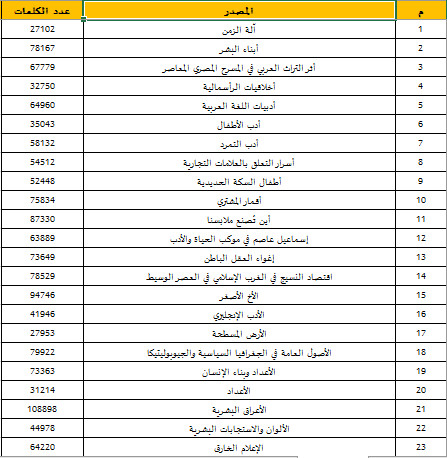 م المصدر عدد الكلمات
1 آلة الزمن 27102
2 أبناء البشر 78167
3 أثر التراث العربي في المسرح المصري المعاصر 67779
4 أخلاقيات الرأسمالية 32750
5 أدبيات اللغة العربية 64960
6 أدب الأطفال 35043
7 أدب التمرد 58132
8 أسرار التعلق بالعلامات التجارية 54512
9 أطفال السكة الحديدية 52448
10 أقمار المشتري 75834
11 أين تُصنع ملابسنا 87330
12 إسماعيل عاصم في موكب الحياة والأدب 63889
13 إغواء العقل الباطن 73649
14 اقتصاد النسيج في الغرب الإسلامي في العصر الوسيط 78529
15 الأخ الأصغر 94746
16 الأدب الإنجليزي 41946
17 الأرض المسطحة 27953
18 الأصول العامة في الجغرافيا السياسية والجيوبوليتيكا 79922
19 الأعداد وبناء الإنسان 73363
20 الأعداد 31214
21 الأعراق البشرية 108898
22 الألوان والاستجابات البشرية 44978
23 الإعلام الخارق 64220